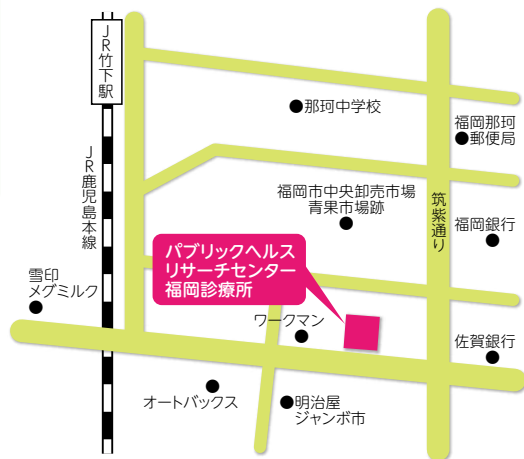 JR竹下駅
JR鹿児島本線
那珂中学校
福岡那珂
郵便局
福岡市中央卸売市場
青果市場跡
筑紫通り
福岡銀行
パブリックヘルス
リサーチセンター
福岡診療所
雪印
メグミルク
ワークマン
佐賀銀行
オートバックス
明治屋
ジャンボ市